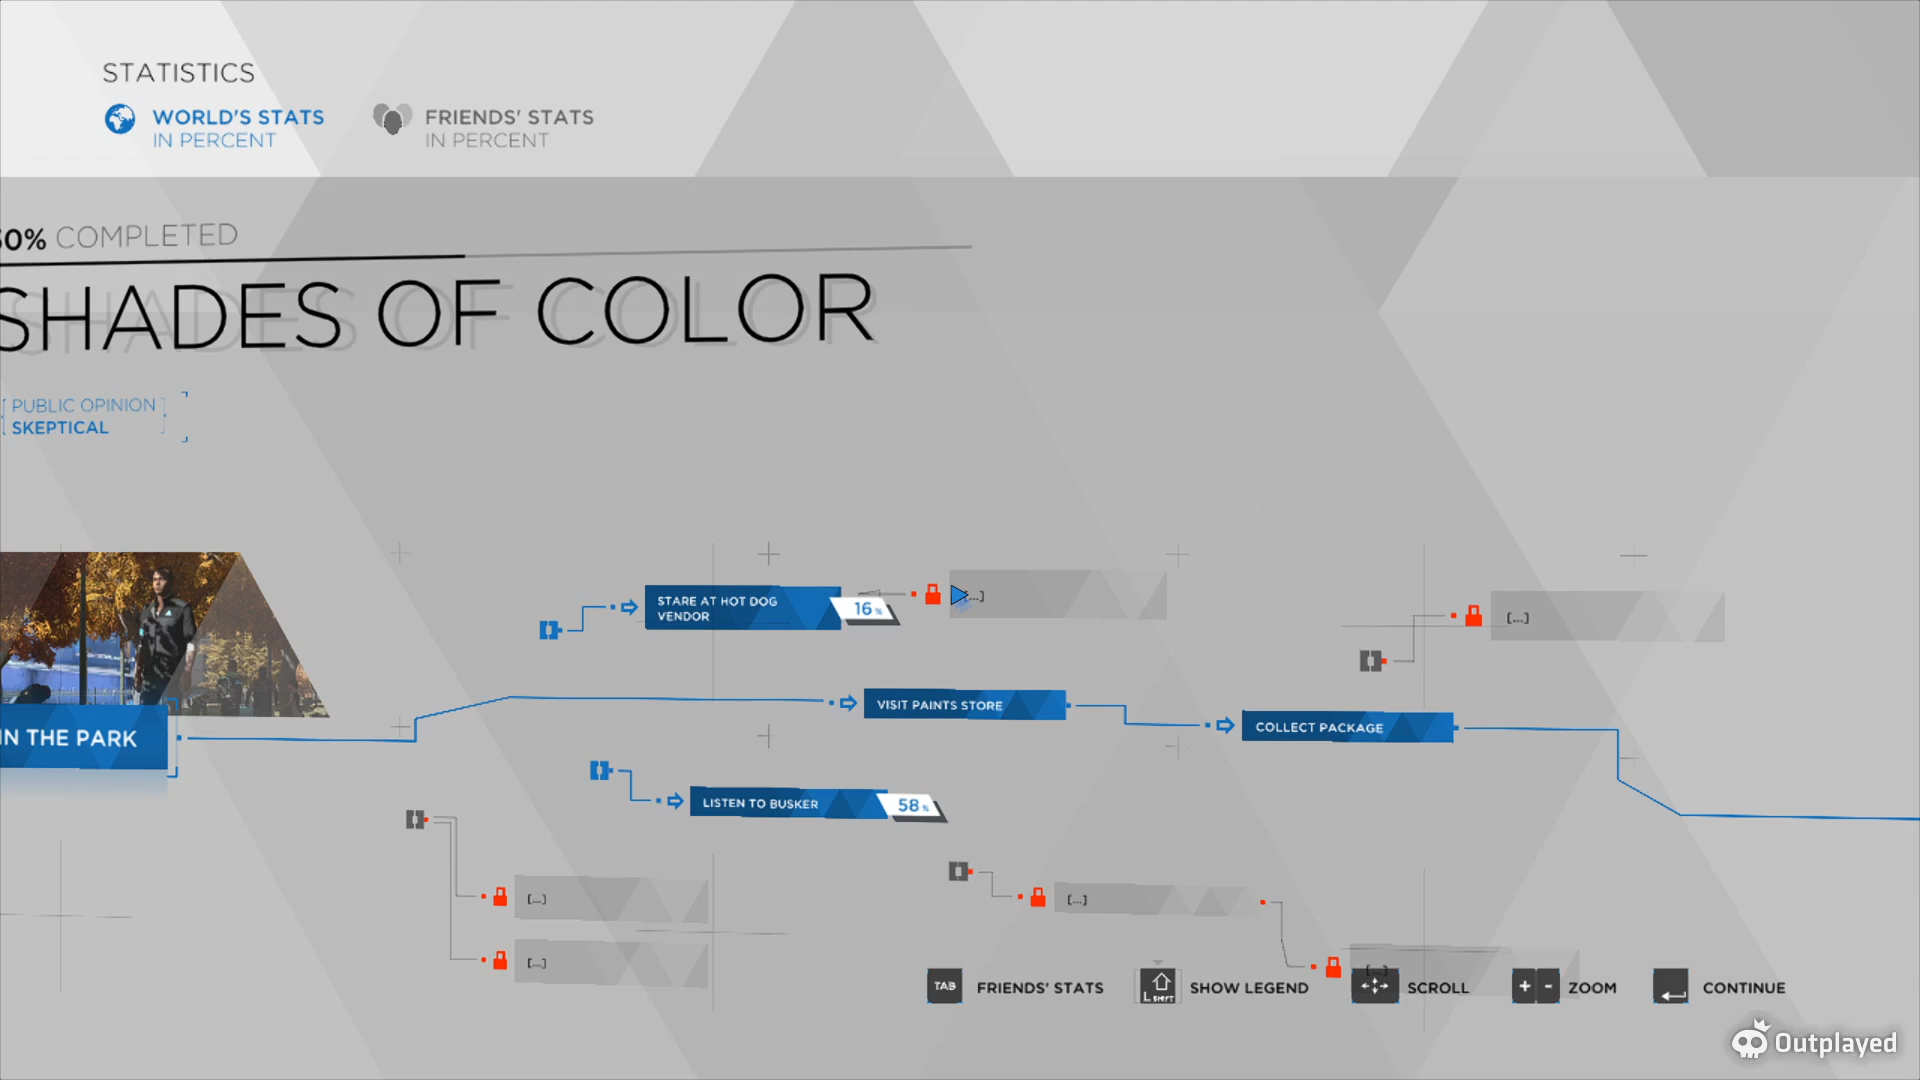 STATISTICS
WORLD'S STATS
IN PERCENT
FRIENDS' STATS
IN PERCENT
0% COMPLETED
SHADES OF COLOR
PUBLIC OPINION
SKEPTICAL
STARE AT HOT DOG
VENDOR
16%
[...]
[...]
VISIT PAINTS STORE
COLLECT PACKAGE
IN THE PARK
LISTEN TO BUSKER
58%
[...]
[...]
[...]
[...]
TAB
FRIENDS' STATS
L SHIFT
SHOW LEGEND
SCROLL
+ -
ZOOM
CONTINUE
Outplayed